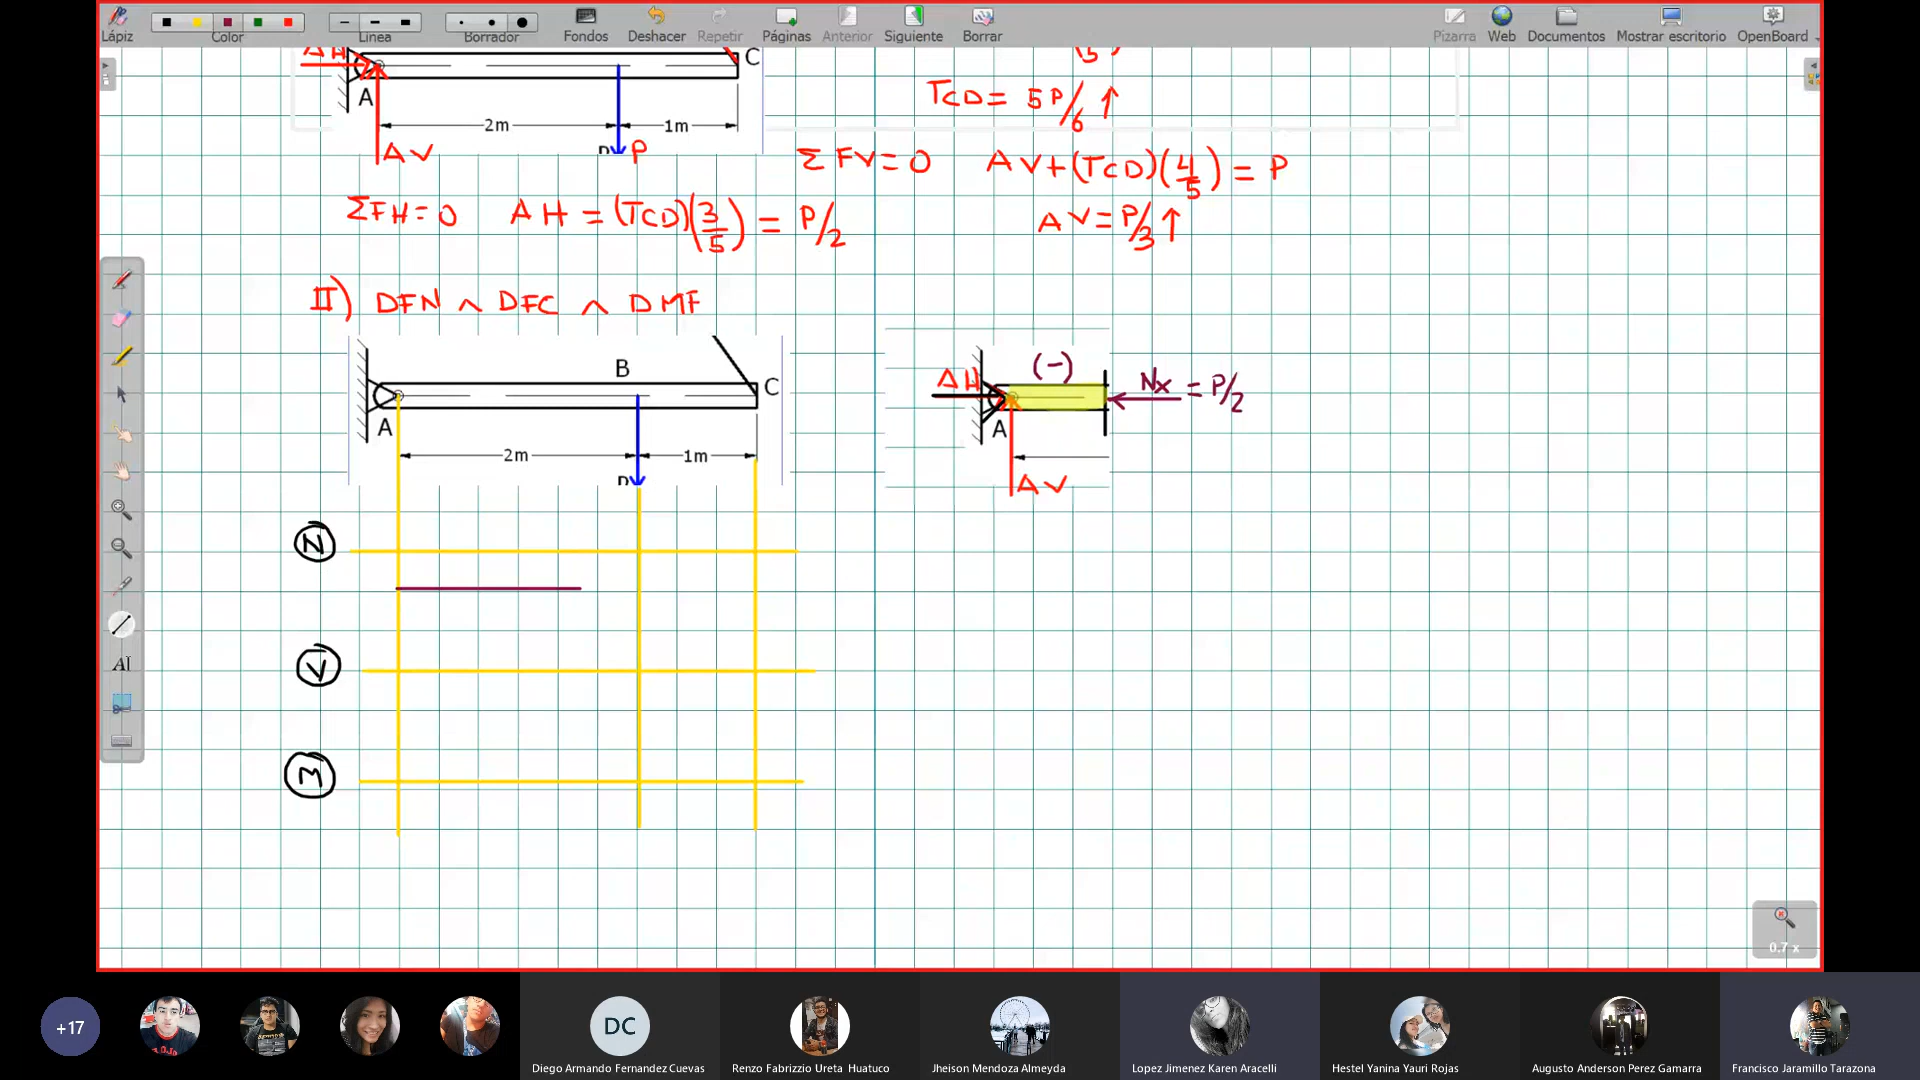 Lápiz Color Línea Borrador Fondos Deshacer Repetir Páginas Anterior Siguiente Borrar Pizarra Web Documentos Mostrar escritorio OpenBoard
AH A C
2m 1m
AV P
TCD = 5P/6 ↑
ΣFV=0 AV+(TCD)(4/5) = P
ΣFH=0 AH = (TCD)(3/5) = P/2
AV = P/3 ↑
II) DFN ∧ DFC ∧ DMF
B
C
A
2m 1m
AH (-) Nx = P/2
A
AV
N
V
M
AI
0.7 x
+17
DC
Diego Armando Fernandez Cuevas
Renzo Fabrizzio Ureta Huatuco
Jheison Mendoza Almeyda
Lopez Jimenez Karen Aracelli
Hestel Yanina Yauri Rojas
Augusto Anderson Perez Gamarra
Francisco Jaramillo Tarazona